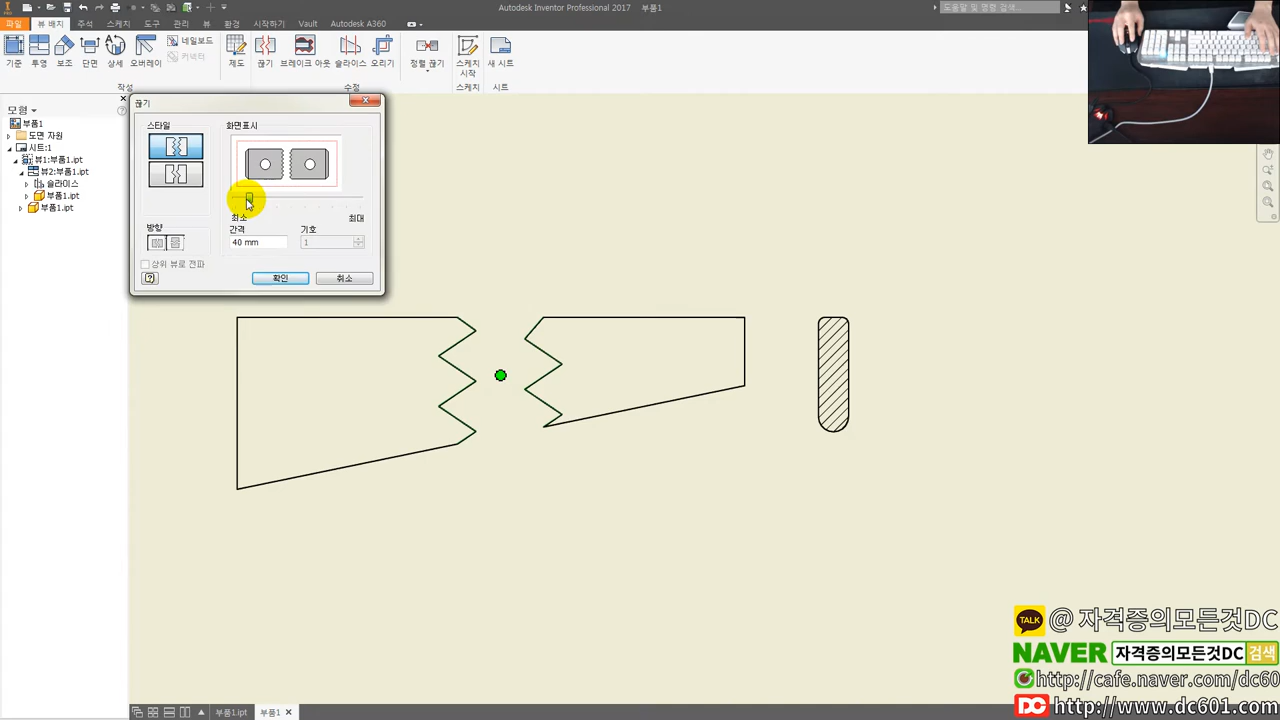 Autodesk Inventor Professional 2017 부품1
도움말 및 명령 검색...
파일 뷰 배치 주석 스케치 도구 관리 뷰 환경 시작하기 Vault Autodesk A360
네일보드
커넥터
기준 투영 보조 단면 상세 오버레이 제도 끊기 브레이크 아웃 슬라이스 오리기 정렬 끊기 스케치 시작 새 시트
작성 수정 스케치 시트
모형
부품1
도면 자원
시트:1
뷰1:부품1.ipt
뷰2:부품1.ipt
슬라이스
부품1.ipt
부품1.ipt
끊기
스타일 화면표시
최소 최대
방향 간격 기호
40 mm 1
상위 뷰로 전파
확인 취소
TALK @ 자격증의모든것DC
NAVER 자격증의모든것DC 검색
http://cafe.naver.com/dc60
DC http://www.dc601.com/
부품1.ipt 부품1